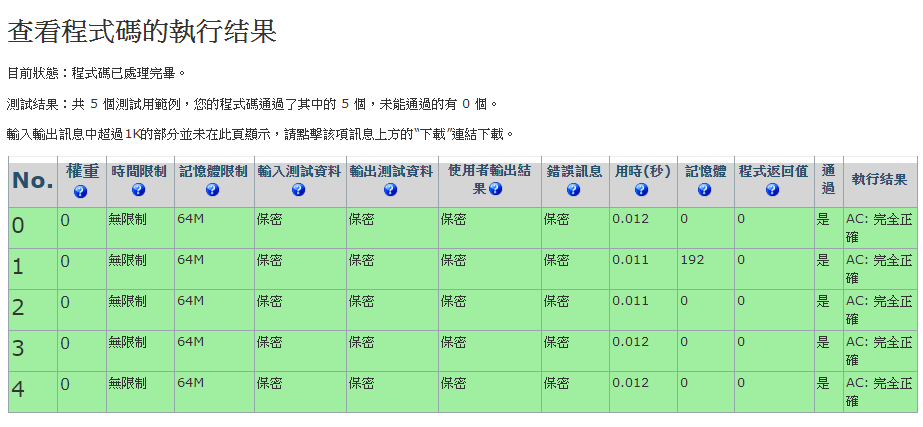 查看程式碼的執行结果
目前狀態：程式碼已處理完畢。
測試结果：共 5 個測試用範例，您的程式碼通過了其中的 5 個，未能通過的有 0 個。
輸入輸出訊息中超過1K的部分並未在此頁顯示，請點擊該項訊息上方的“下載”連結下載。
No. 權重 時間限制 記憶體限制 輸入測試資料 輸出測試資料 使用者輸出結果 錯誤訊息 用時(秒) 記憶體 程式返回值 通過 執行结果
0 0 無限制 64M 保密 保密 保密 保密 0.012 0 0 是 AC: 完全正確
1 0 無限制 64M 保密 保密 保密 保密 0.011 192 0 是 AC: 完全正確
2 0 無限制 64M 保密 保密 保密 保密 0.011 0 0 是 AC: 完全正確
3 0 無限制 64M 保密 保密 保密 保密 0.012 0 0 是 AC: 完全正確
4 0 無限制 64M 保密 保密 保密 保密 0.012 0 0 是 AC: 完全正確